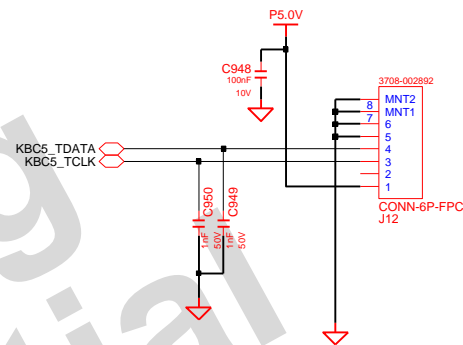 P5.0V
C948
100nF
10V
3708-002892
MNT2
8 MNT1
7 6
5
4
3
2
1
KBC5_TDATA
KBC5_TCLK
C950
1nF
50V
C949
1nF
50V
CONN-6P-FPC
J12